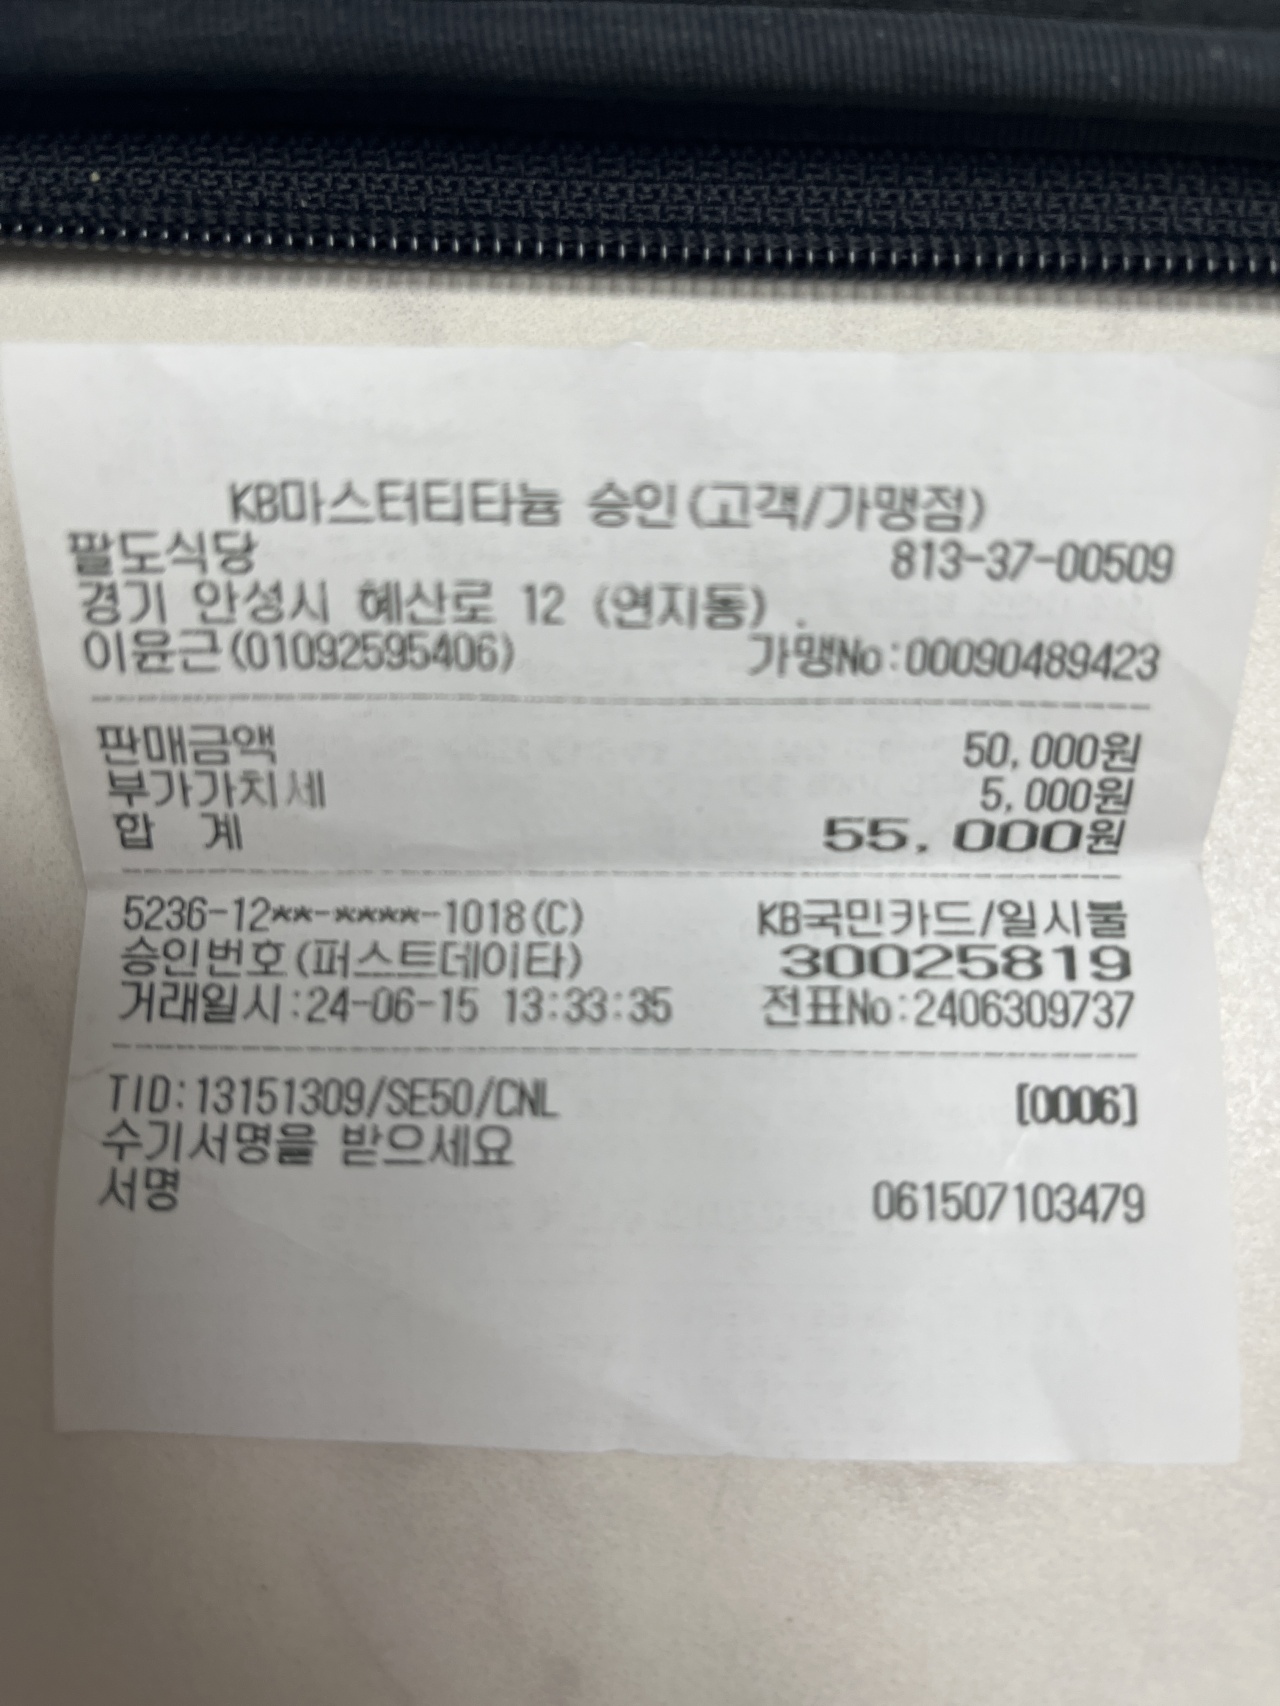 KB마스터티타늄 승인(고객/가맹점)
팔도식당 813-37-00509
경기 안성시 혜산로 12 (연지동) .
이윤근(01092595406) 가맹No:00090489423
판매금액 50,000원
부가가치세 5,000원
합 계 55,000원
5236-12**-****-1018(C) KB국민카드/일시불
승인번호(퍼스트데이타) 30025819
거래일시:24-06-15 13:33:35 전표No:2406309737
TID:13151309/SE50/CNL [0006]
수기서명을 받으세요
서명 061507103479